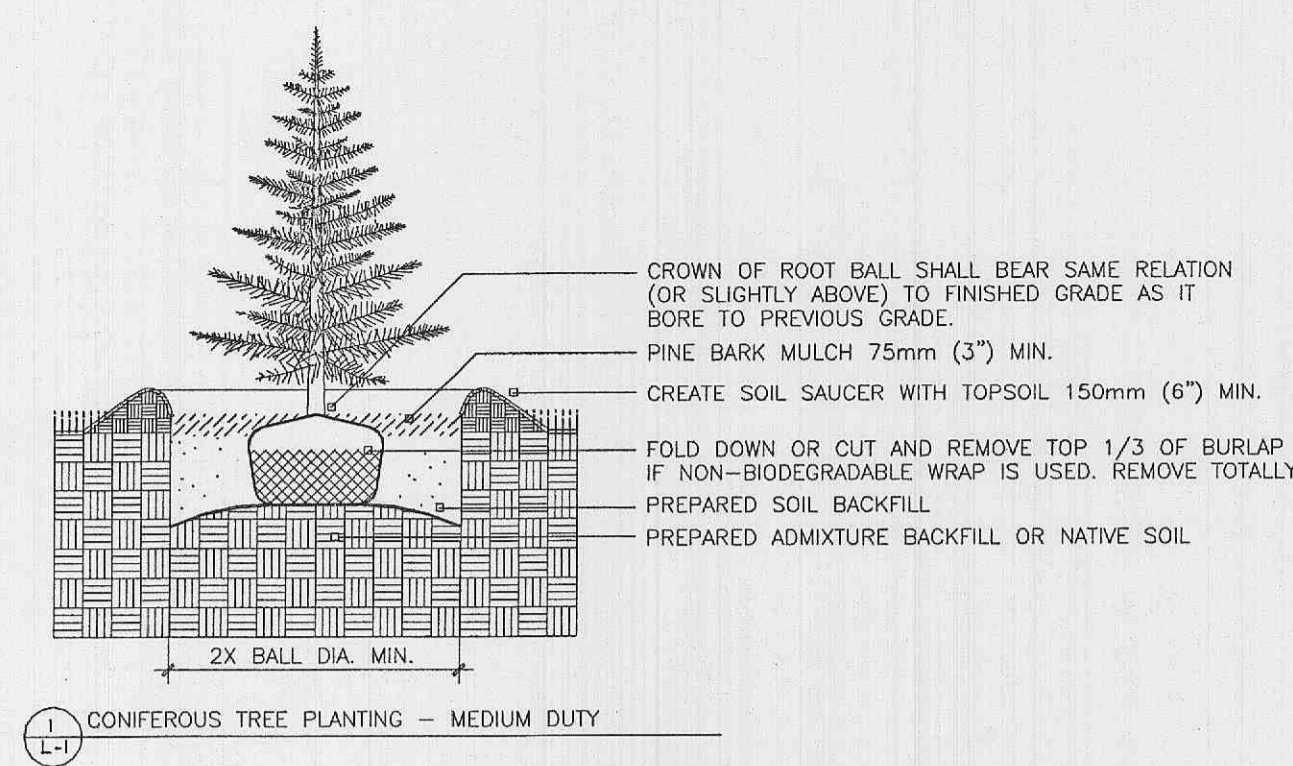 CROWN OF ROOT BALL SHALL BEAR SAME RELATION
(OR SLIGHTLY ABOVE) TO FINISHED GRADE AS IT
BORE TO PREVIOUS GRADE.
PINE BARK MULCH 75mm (3") MIN.
CREATE SOIL SAUCER WITH TOPSOIL 150mm (6") MIN.
FOLD DOWN OR CUT AND REMOVE TOP 1/3 OF BURLAP
IF NON-BIODEGRADABLE WRAP IS USED. REMOVE TOTALLY
PREPARED SOIL BACKFILL
PREPARED ADMIXTURE BACKFILL OR NATIVE SOIL
2X BALL DIA. MIN.
1
L-1
CONIFEROUS TREE PLANTING – MEDIUM DUTY